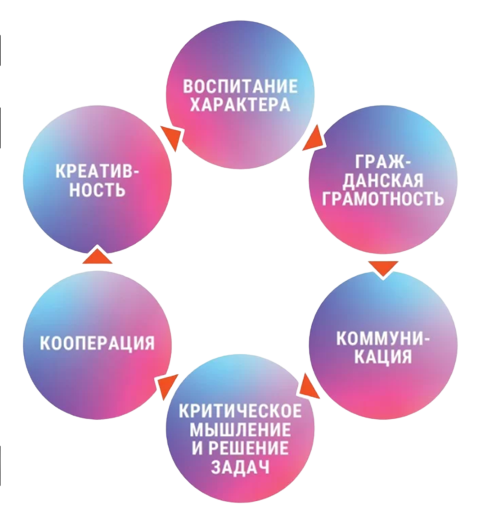 ВОСПИТАНИЕ
ХАРАКТЕРА
ГРАЖ-
ДАНСКАЯ
ГРАМОТНОСТЬ
КОММУНИ-
КАЦИЯ
КРИТИЧЕСКОЕ
МЫШЛЕНИЕ
И РЕШЕНИЕ
ЗАДАЧ
КООПЕРАЦИЯ
КРЕАТИВ-
НОСТЬ